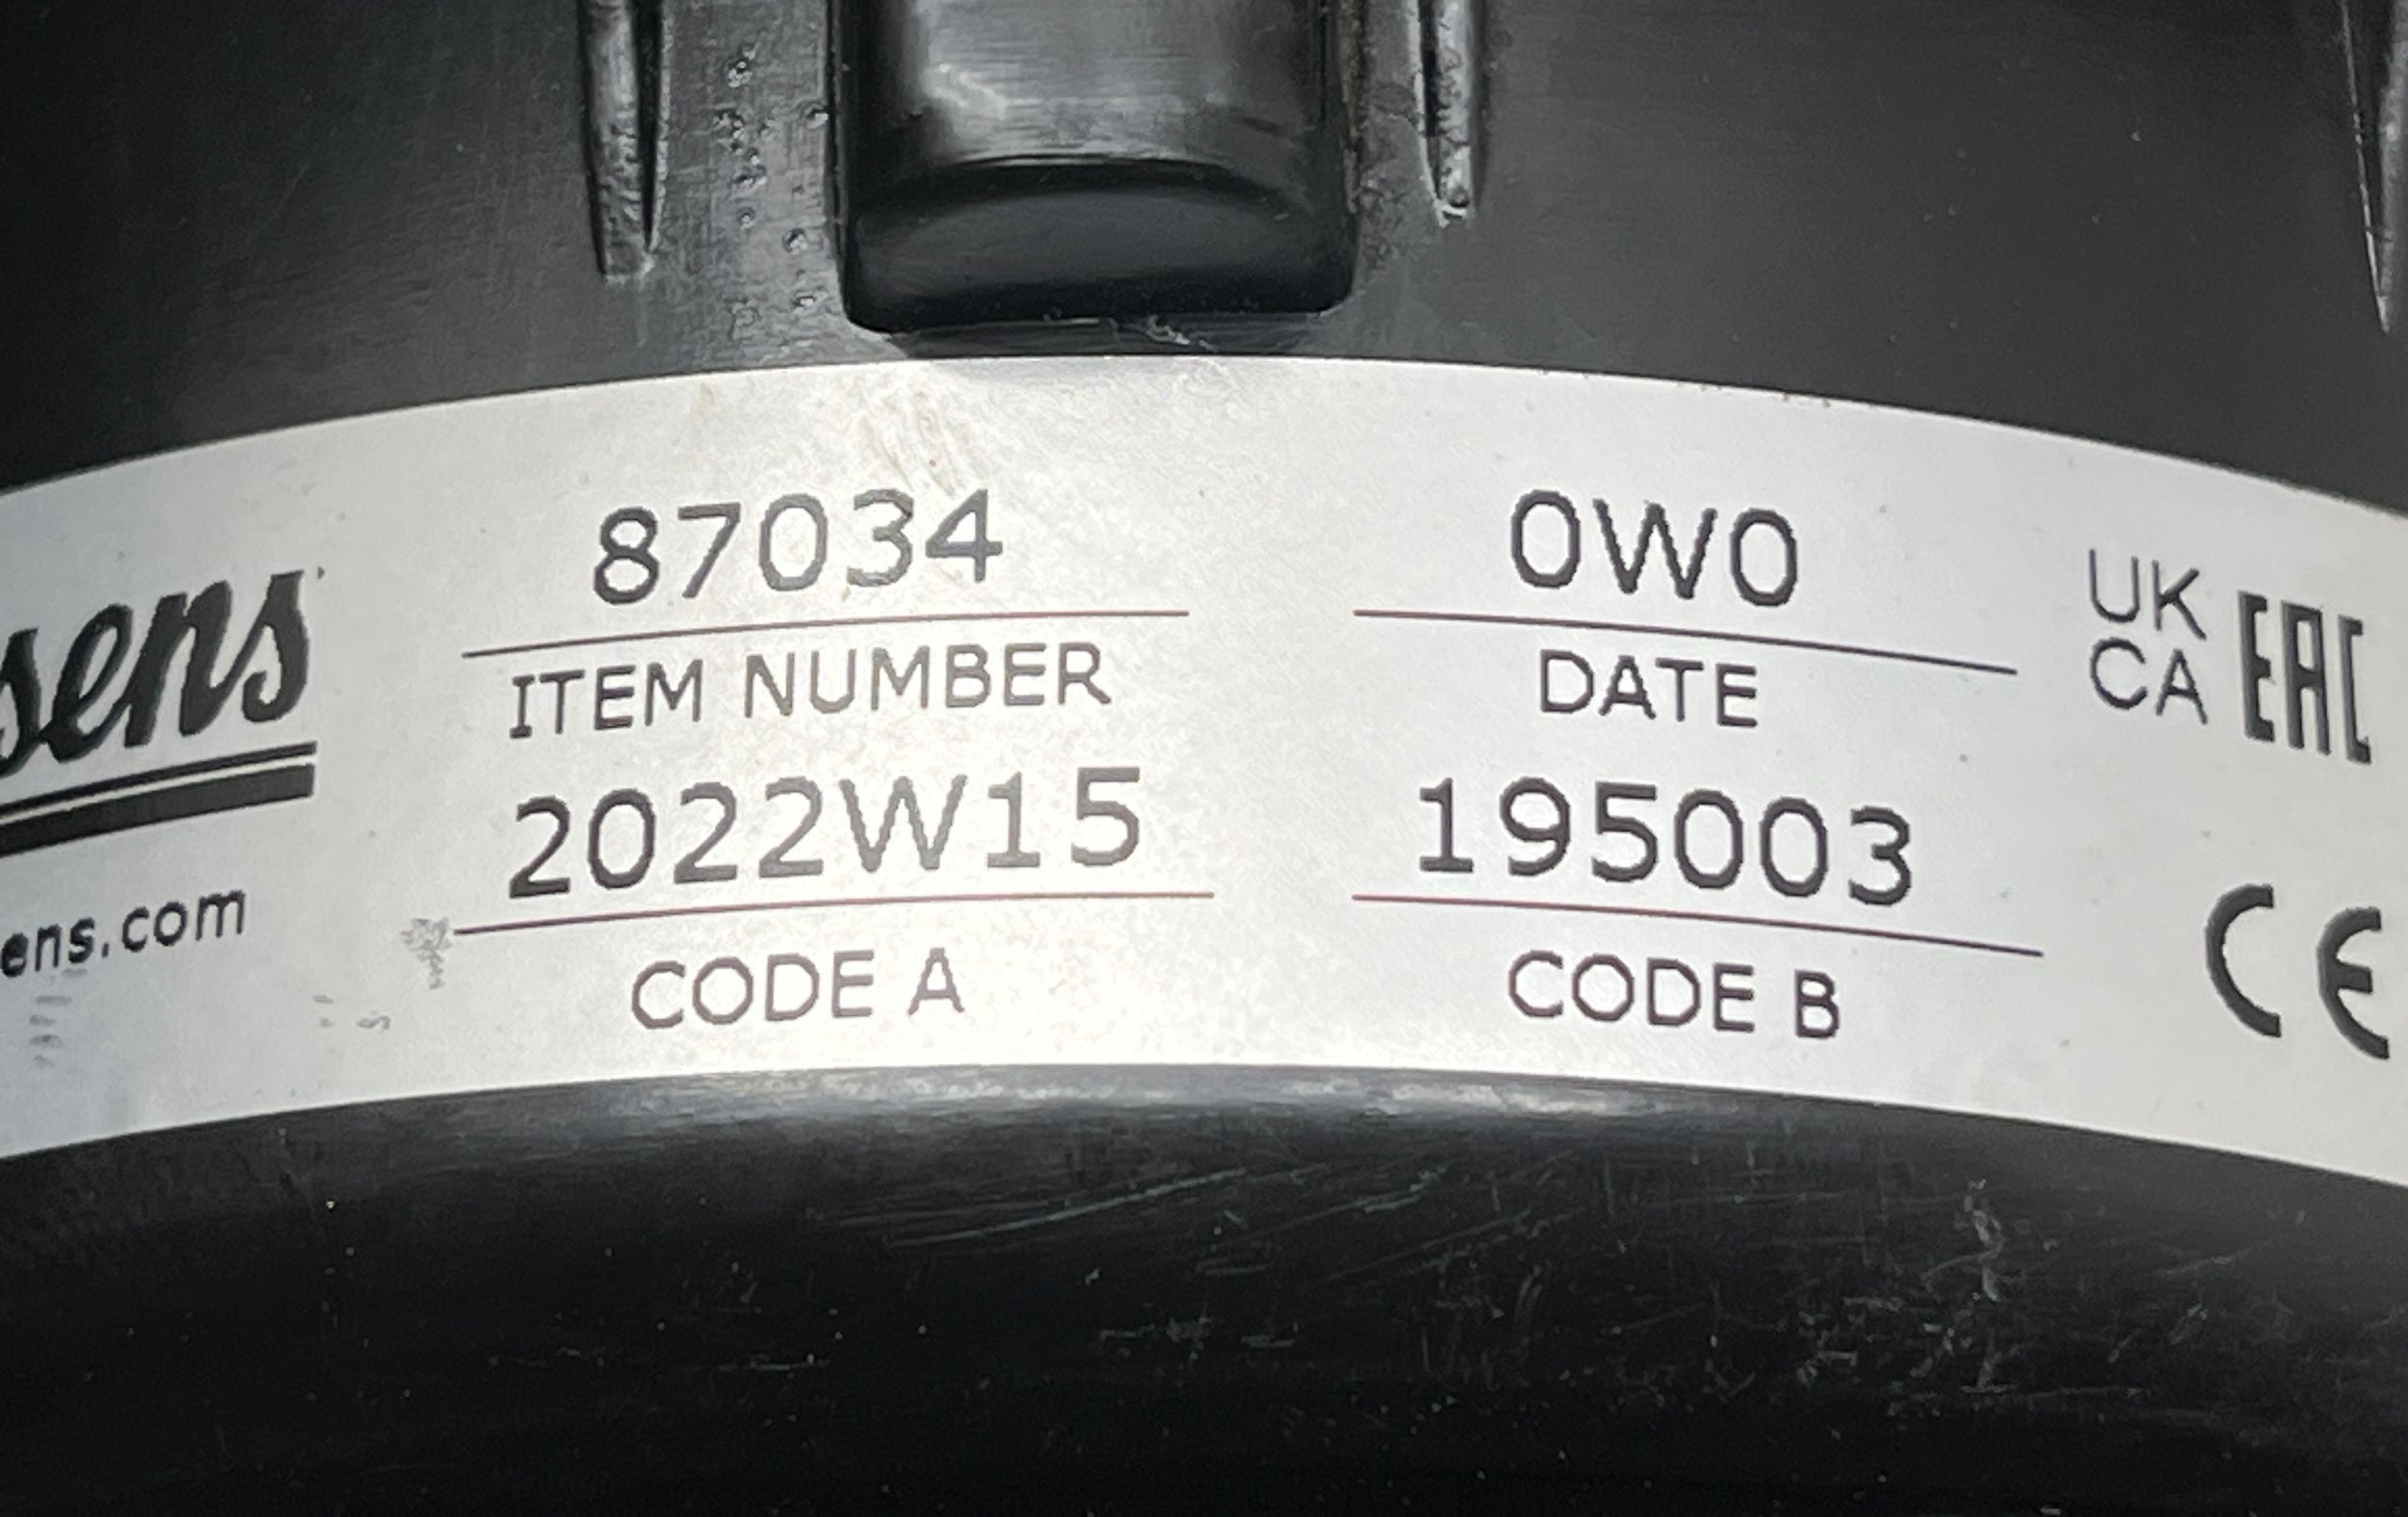 sens
ens.com
87034
ITEM NUMBER
2022W15
CODE A
0W0
DATE
195003
CODE B
UK
CA
EAC
CE